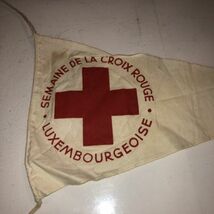 SEMAINE DE LA CROIX ROUGE
• LUXEMBOURGEOISE •